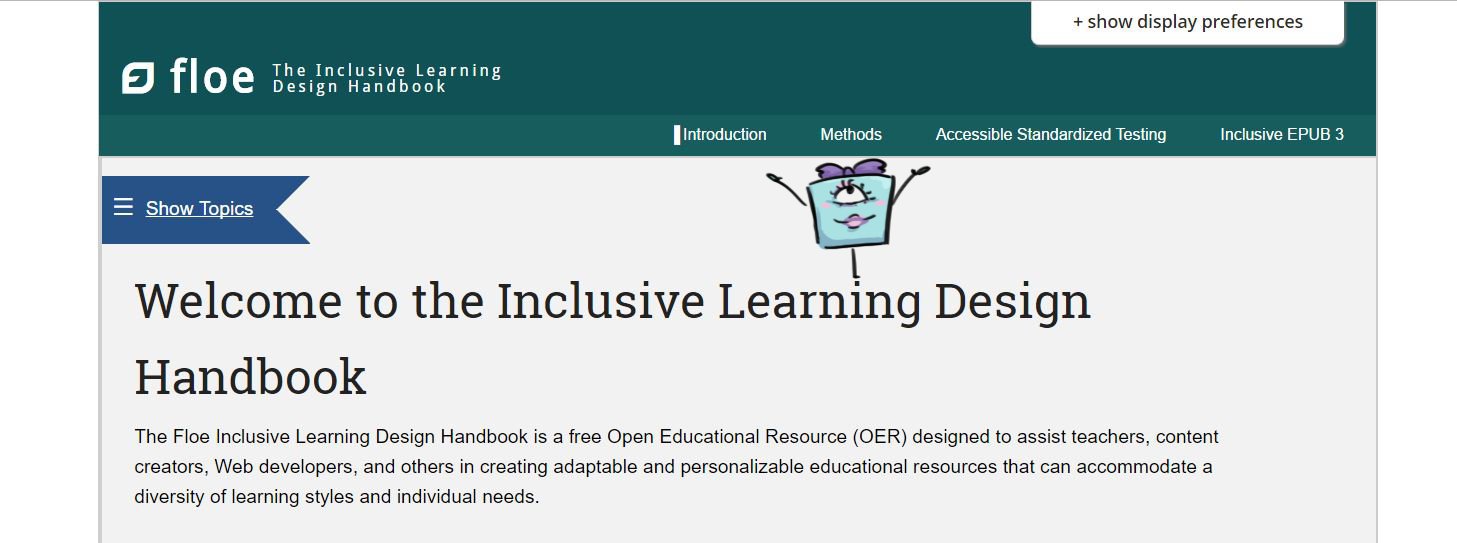 + show display preferences
floe
The Inclusive Learning
Design Handbook
Introduction
Methods
Accessible Standardized Testing
Inclusive EPUB 3
Show Topics
Welcome to the Inclusive Learning Design
Handbook
The Floe Inclusive Learning Design Handbook is a free Open Educational Resource (OER) designed to assist teachers, content
creators, Web developers, and others in creating adaptable and personalizable educational resources that can accommodate a
diversity of learning styles and individual needs.